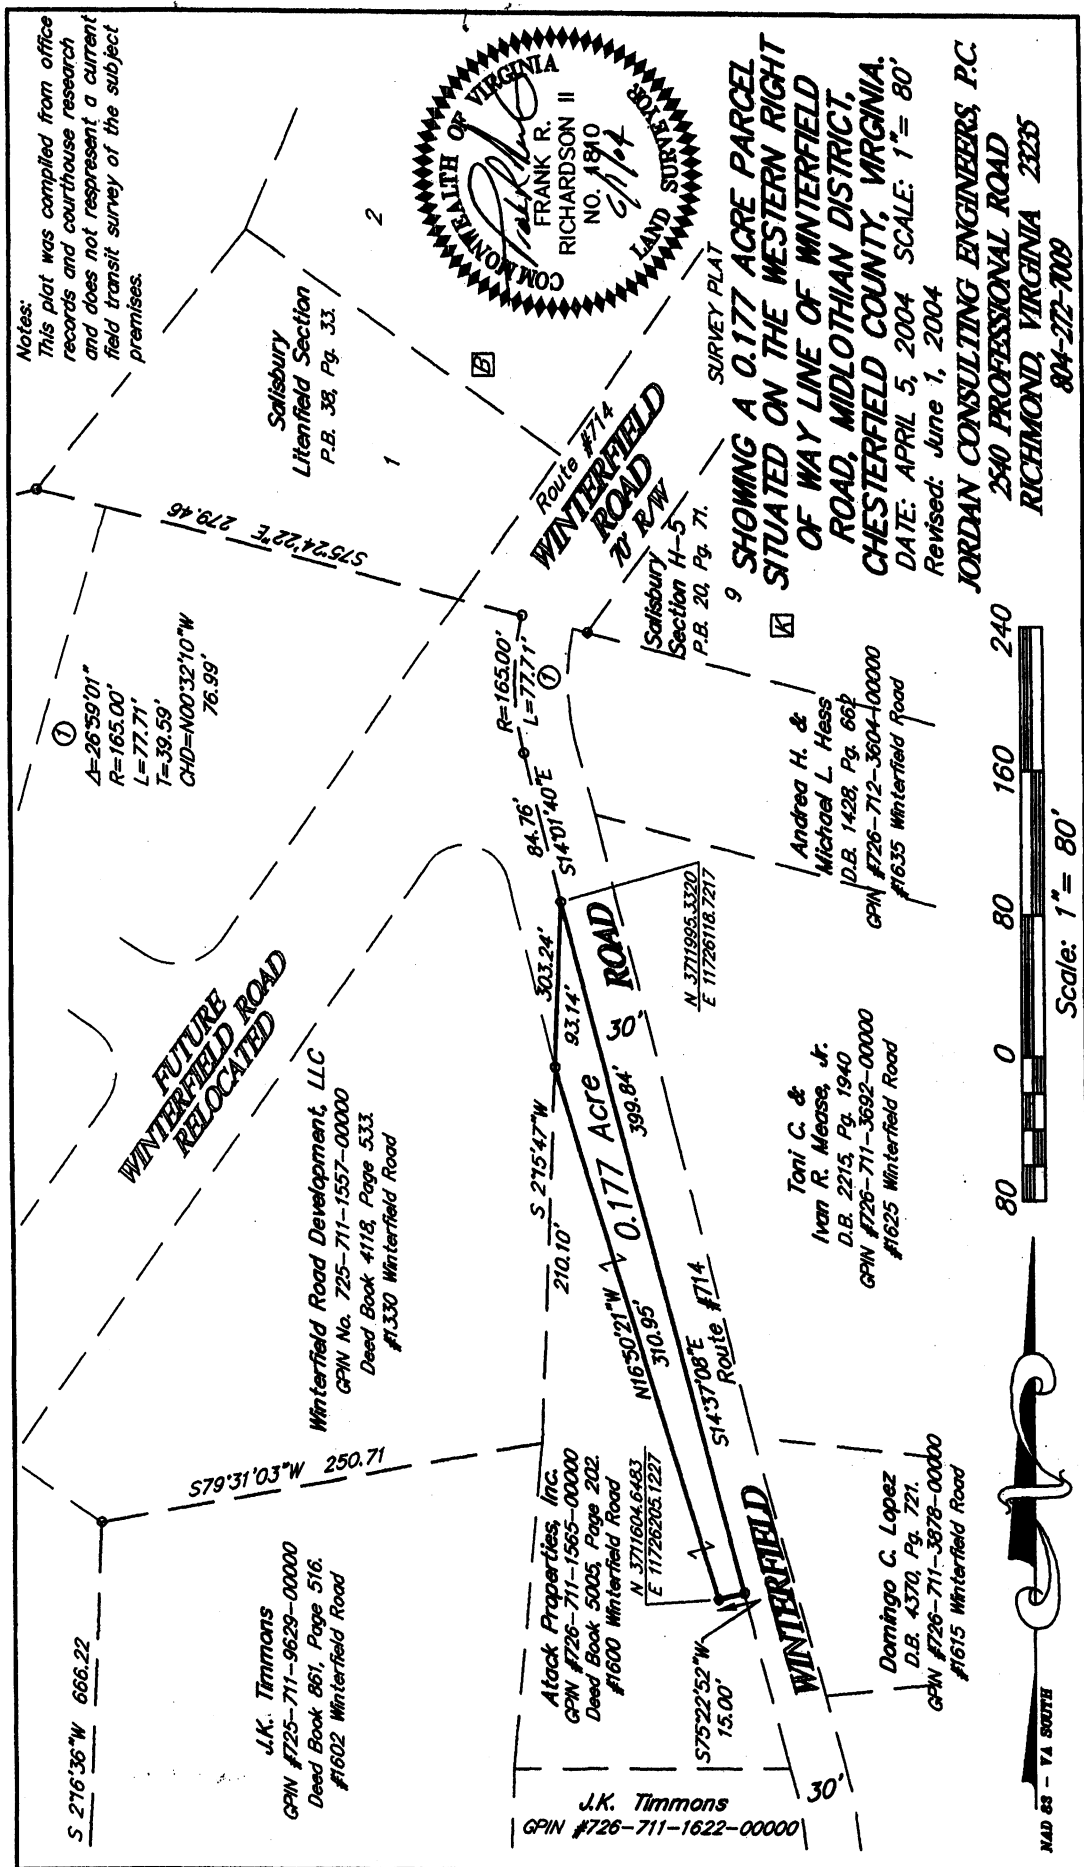 Notes:
This plat was compiled from office
records and courthouse research
and does not respresent a current
field transit survey of the subject
premises.
①
Δ=26°59'01"
R=165.00'
L=77.71'
T=39.59'
CHD=N00°32'10"W
76.99'
S75°24'22"E 279.46
Salisbury
Litenfield Section
P.B. 38, Pg. 33.
1
2
B
COMMONWEALTH OF VIRGINIA
FRANK R.
RICHARDSON II
NO. 1810
6/1/04
LAND SURVEYOR
FUTURE
WINTERFIELD ROAD
RELOCATED
Route #714
WINTERFIELD
ROAD
70' R/W
S 2°16'36"W 666.22
J.K. Timmons
GPIN #725-711-9629-00000
Deed Book 861, Page 516.
#1602 Winterfield Road
S79°31'03"W 250.71
Winterfield Road Development, LLC
GPIN No. 725-711-1557-00000
Deed Book 4118, Page 533.
#1330 Winterfield Road
210.10'
S 2°15'47"W
303.24'
93.14'
84.76'
S14°01'40"E
R=165.00'
L=77.71'
①
Atack Properties, Inc.
GPIN #726-711-1565-00000
Deed Book 5005, Page 202.
#1600 Winterfield Road
N 3711604.6483
E 11726205.1227
N16°50'21"W
310.95'
0.177 Acre
399.84'
S14°37'08"E
Route #714
30'
WINTERFIELD
ROAD
N 3711995.3320
E 11726118.7217
S75°22'52"W
15.00'
J.K. Timmons
GPIN #726-711-1622-00000
30'
Domingo C. Lopez
D.B. 4370, Pg. 721.
GPIN #726-711-3878-00000
#1615 Winterfield Road
Toni C. &
Ivan R. Mease, Jr.
D.B. 2215, Pg. 1940
GPIN #726-711-3692-00000
#1625 Winterfield Road
Andrea H. &
Michael L. Hess
D.B. 1428, Pg. 662
GPIN #726-712-3604-00000
#1635 Winterfield Road
Salisbury
Section H-5
P.B. 20, Pg. 71.
9
K
SURVEY PLAT
SHOWING A 0.177 ACRE PARCEL
SITUATED ON THE WESTERN RIGHT
OF WAY LINE OF WINTERFIELD
ROAD, MIDLOTHIAN DISTRICT,
CHESTERFIELD COUNTY, VIRGINIA.
DATE: APRIL 5, 2004 SCALE: 1"= 80'
Revised: June 1, 2004
JORDAN CONSULTING ENGINEERS, P.C.
2540 PROFESSIONAL ROAD
RICHMOND, VIRGINIA 23235
804-272-7009
80 0 80 160 240
Scale: 1"= 80'
NAD 83 - VA SOUTH